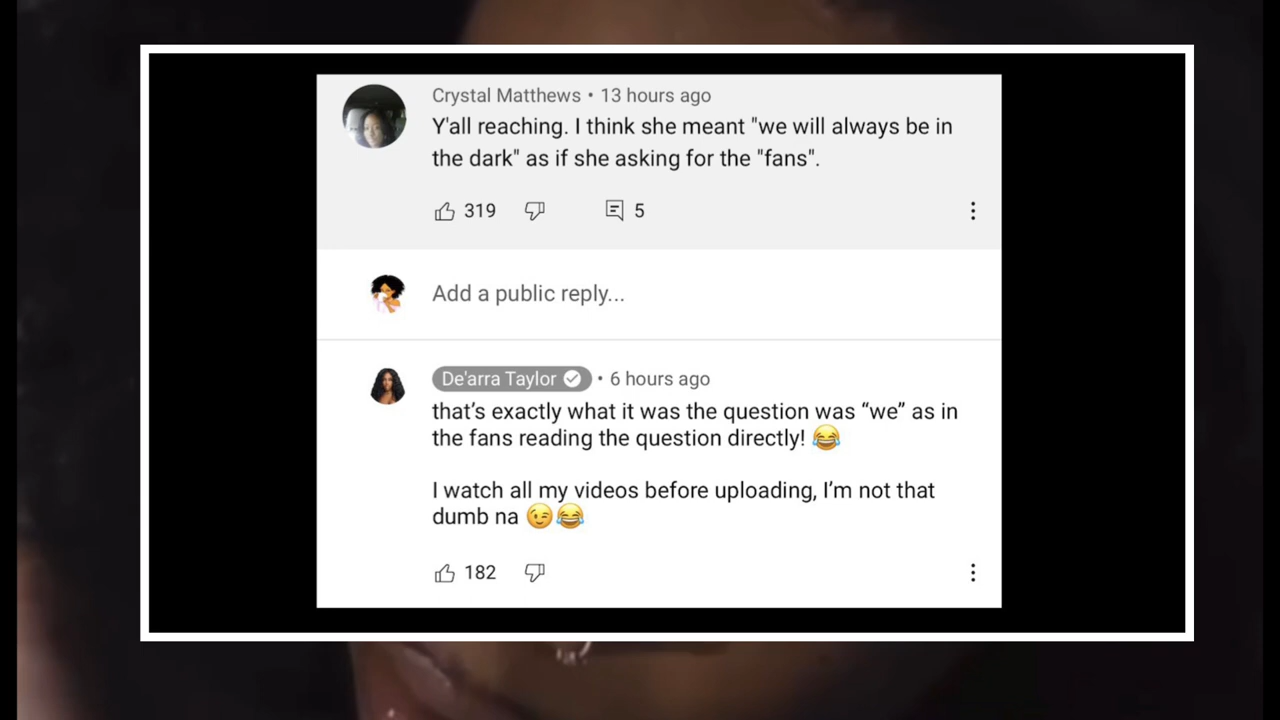 Crystal Matthews • 13 hours ago
Y'all reaching. I think she meant "we will always be in
the dark" as if she asking for the "fans".
319 5
Add a public reply...
De'arra Taylor • 6 hours ago
that’s exactly what it was the question was “we” as in
the fans reading the question directly! 😂
I watch all my videos before uploading, I’m not that
dumb na 😉😂
182